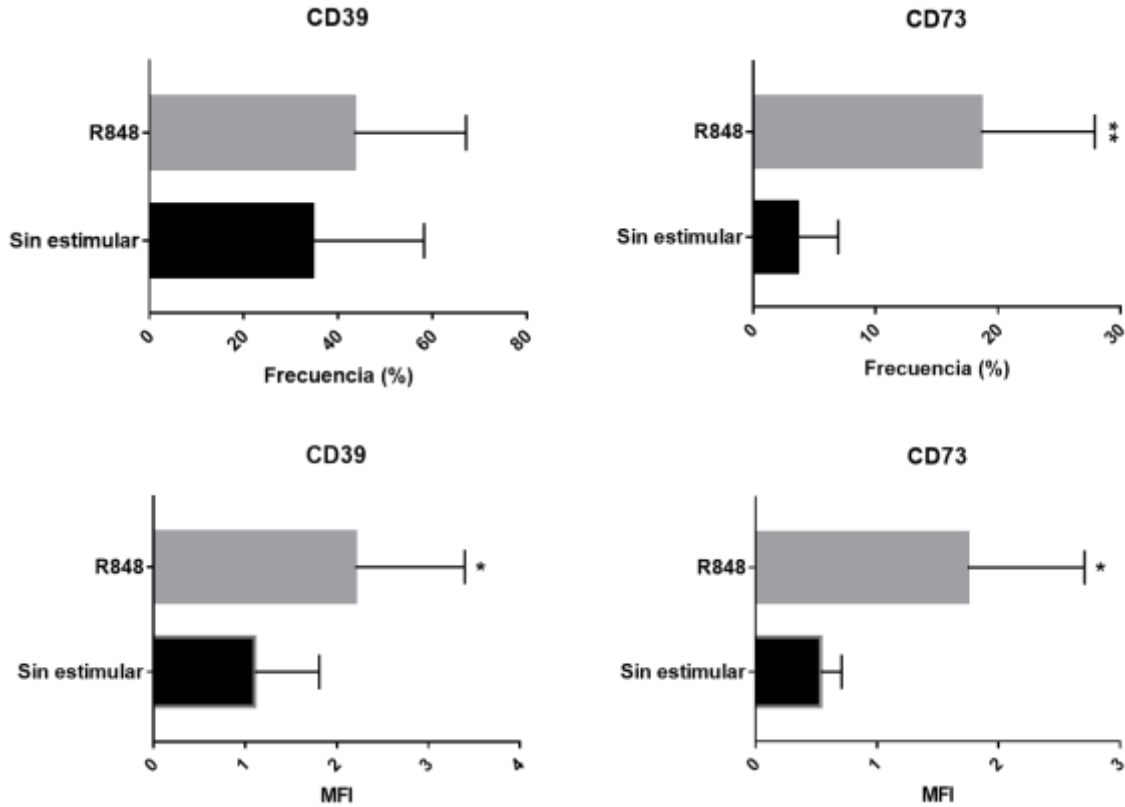 CD39
R848
Sin estimular
0 20 40 60 80
Frecuencia (%)
CD73
R848
**
Sin estimular
0 10 20 30
Frecuencia (%)
CD39
R848
*
Sin estimular
0 1 2 3 4
MFI
CD73
R848
*
Sin estimular
0 1 2 3
MFI